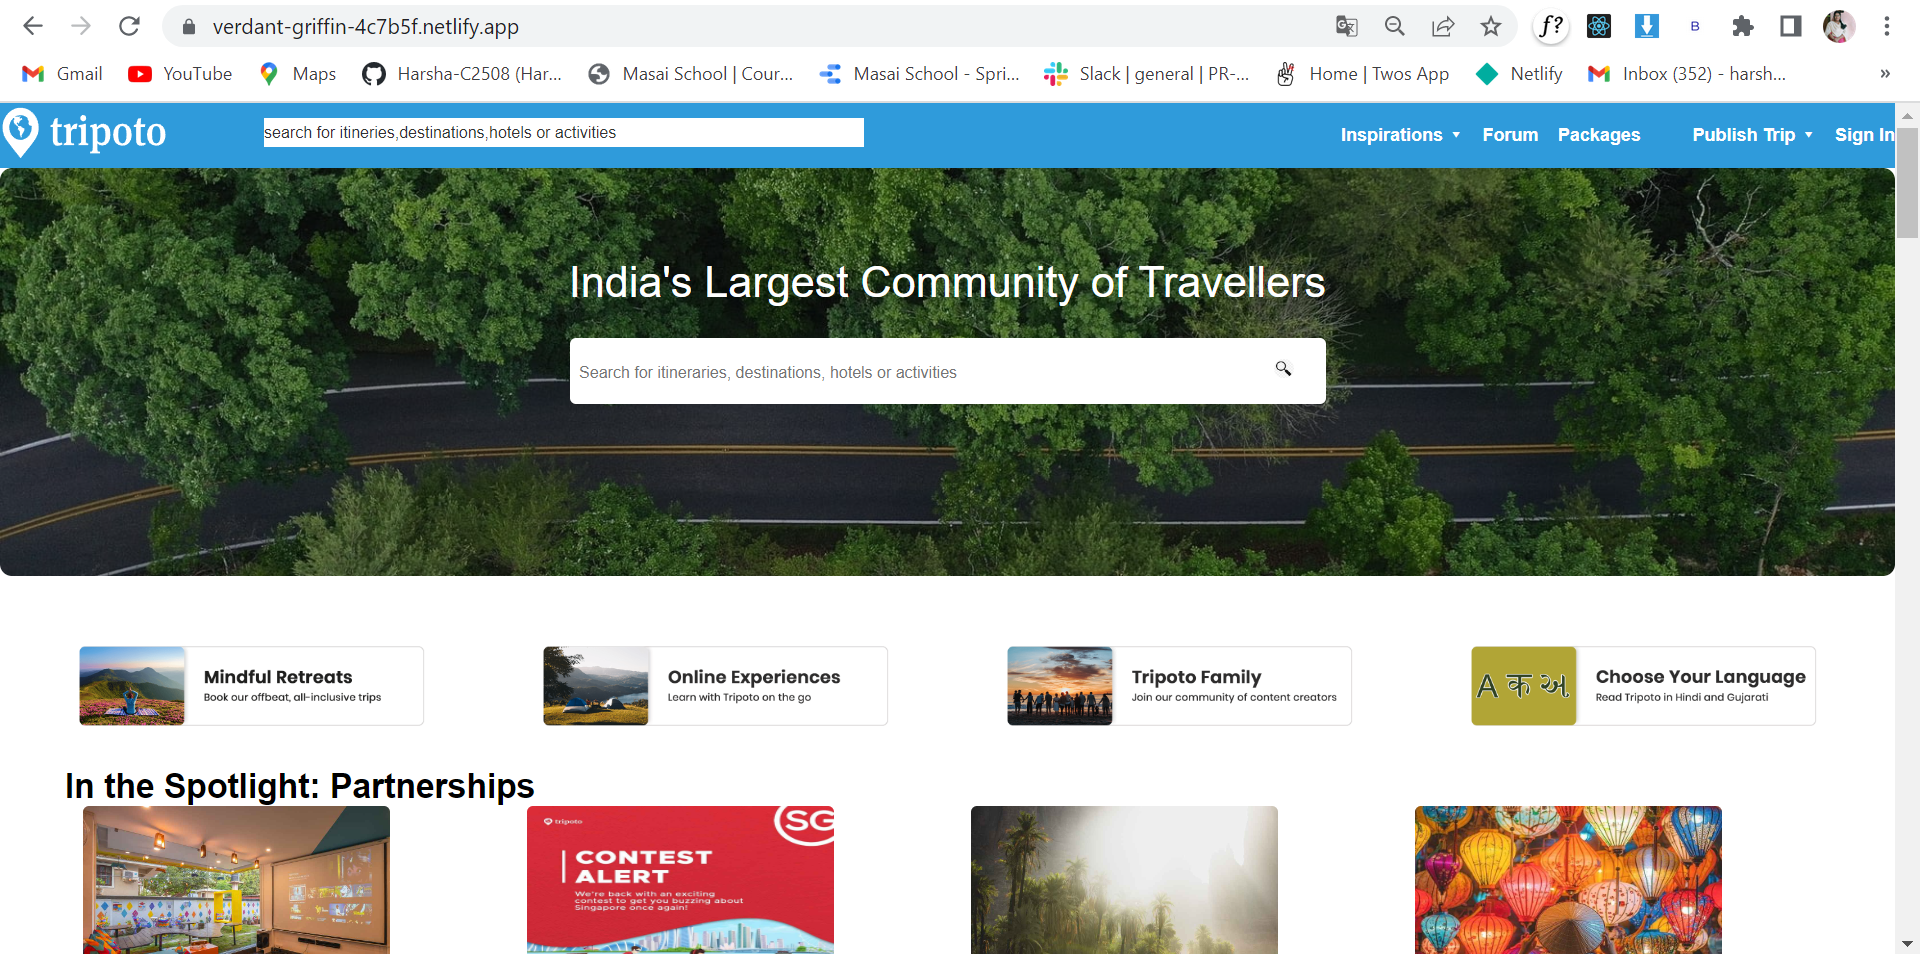 verdant-griffin-4c7b5f.netlify.app
f?
B
Gmail YouTube Maps Harsha-C2508 (Har... Masai School | Cour... Masai School - Spri... Slack | general | PR-... Home | Twos App Netlify Inbox (352) - harsh... »
tripoto search for itineries,destinations,hotels or activities Inspirations Forum Packages Publish Trip Sign In
India's Largest Community of Travellers
Search for itineraries, destinations, hotels or activities
Mindful Retreats
Book our offbeat, all-inclusive trips
Online Experiences
Learn with Tripoto on the go
Tripoto Family
Join our community of content creators
A क અ
Choose Your Language
Read Tripoto in Hindi and Gujarati
In the Spotlight: Partnerships
tripoto
SG
CONTEST
ALERT
We're back with an exciting
contest to get you buzzing about
Singapore once again!